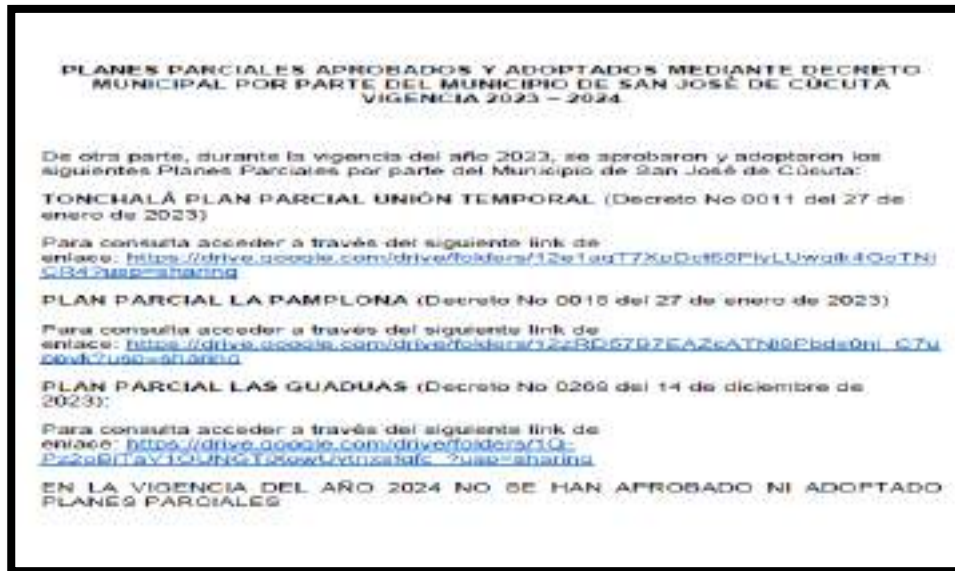 PLANES PARCIALES APROBADOS Y ADOPTADOS MEDIANTE DECRETO
MUNICIPAL POR PARTE DEL MUNICIPIO DE SAN JOSÉ DE CÚCUTA
VIGENCIA 2023 – 2024
De otra parte, durante la vigencia del año 2023, se aprobaron y adoptaron los
siguientes Planes Parciales por parte del Municipio de San José de Cúcuta:
TONCHALÁ PLAN PARCIAL UNIÓN TEMPORAL (Decreto No 0011 del 27 de
enero de 2023)
Para consulta acceder a través del siguiente link de
enlace:
PLAN PARCIAL LA PAMPLONA (Decreto No del 27 de enero de 2023)
Para consulta acceder a través del siguiente link de
enlace:
PLAN PARCIAL LAS GUADUAS (Decreto No del 14 de diciembre de
2023):
Para consulta acceder a través del siguiente link de
enlace:
EN LA VIGENCIA DEL AÑO 2024 NO SE HAN APROBADO NI ADOPTADO
PLANES PARCIALES